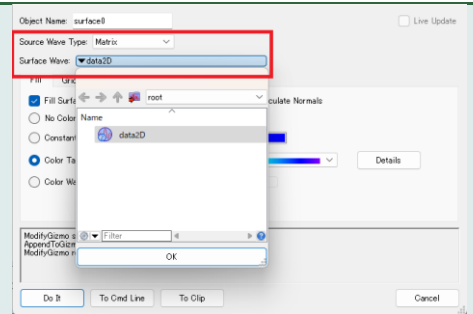 Object Name: surface0
Live Update
Source Wave Type: Matrix
Surface Wave: data2D
Fill
root
Fill Surfa
culate Normals
Name
No Color
data2D
Constant
Color Ta
Details
Color Wa
ModifyGizmo s
Filter
AppendToGizm
ModifyGizmo
OK
Do It
To Cmd Line
To Clip
Cancel